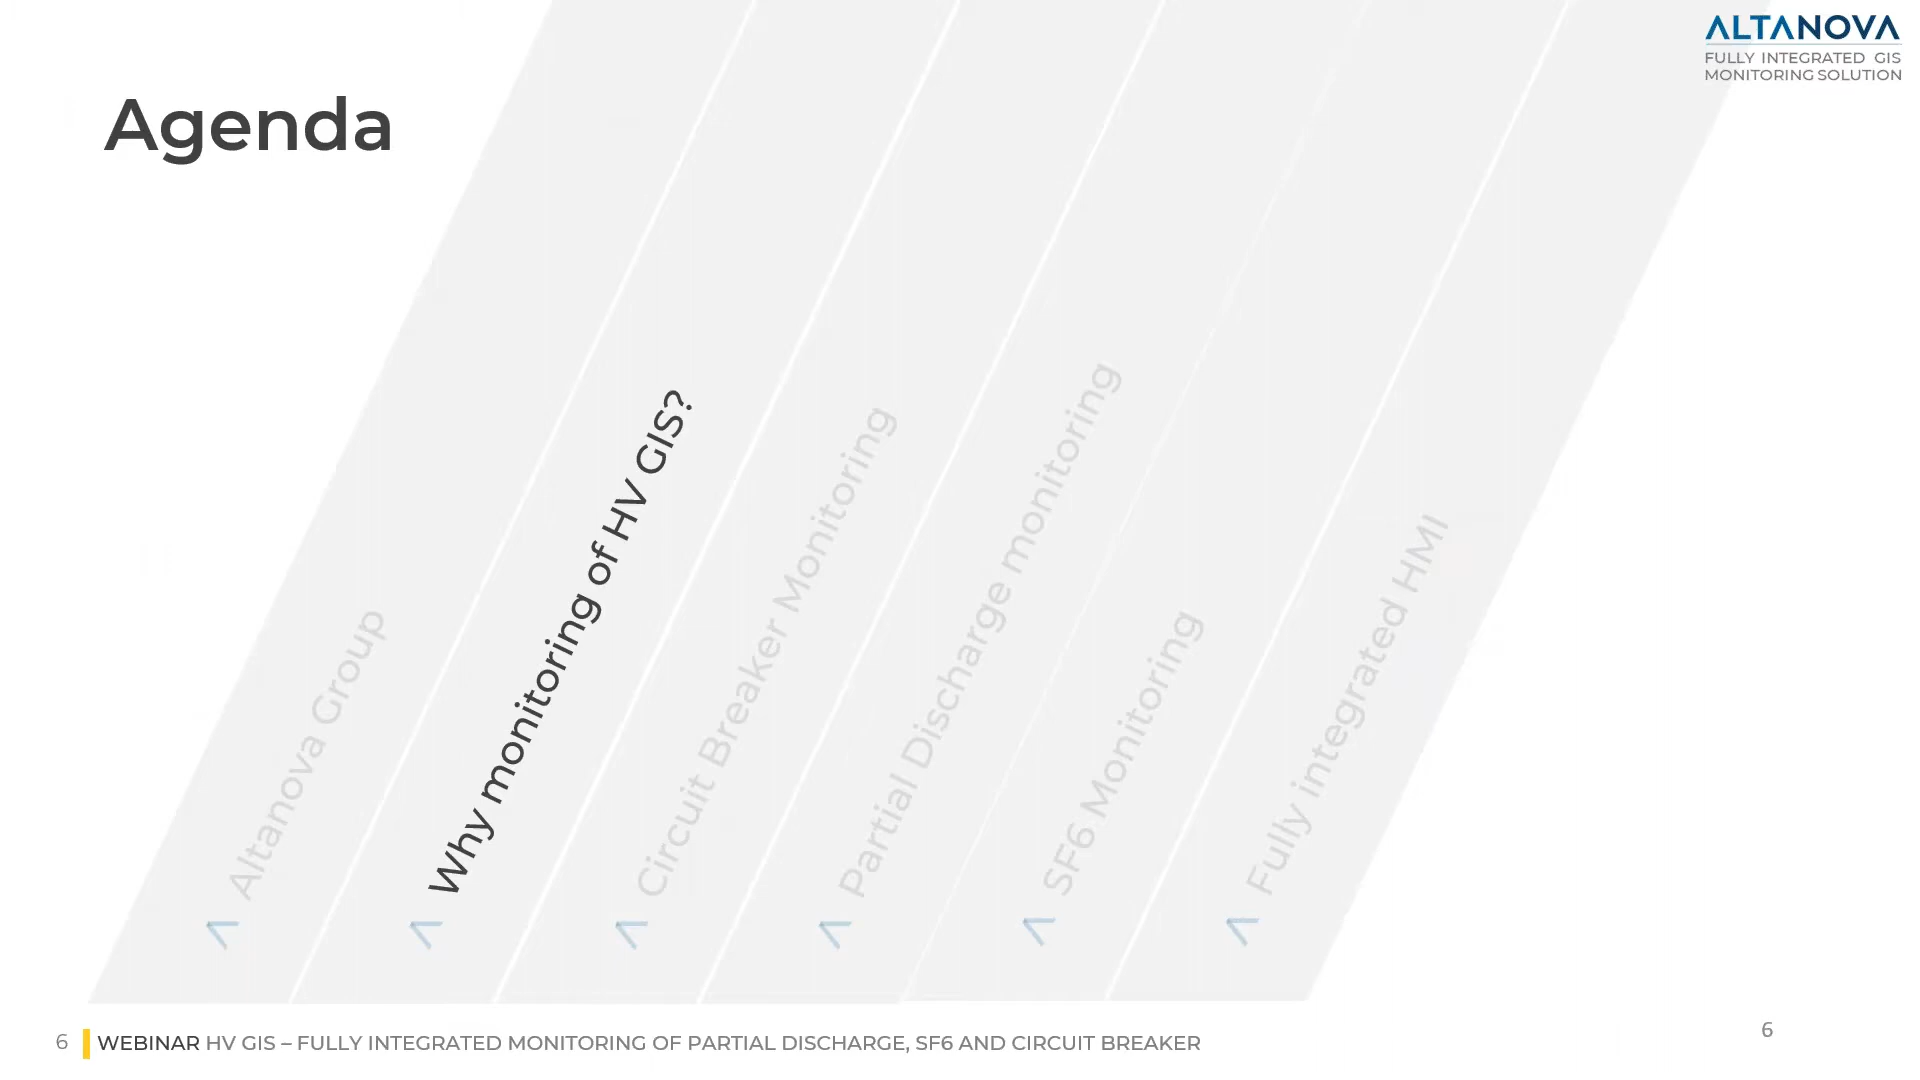 ALTANOVA
FULLY INTEGRATED GIS
MONITORING SOLUTION
Agenda
Altanova Group
Why monitoring of HV GIS?
Circuit Breaker Monitoring
Partial Discharge monitoring
SF6 Monitoring
Fully integrated HMI
6
6 WEBINAR HV GIS – FULLY INTEGRATED MONITORING OF PARTIAL DISCHARGE, SF6 AND CIRCUIT BREAKER